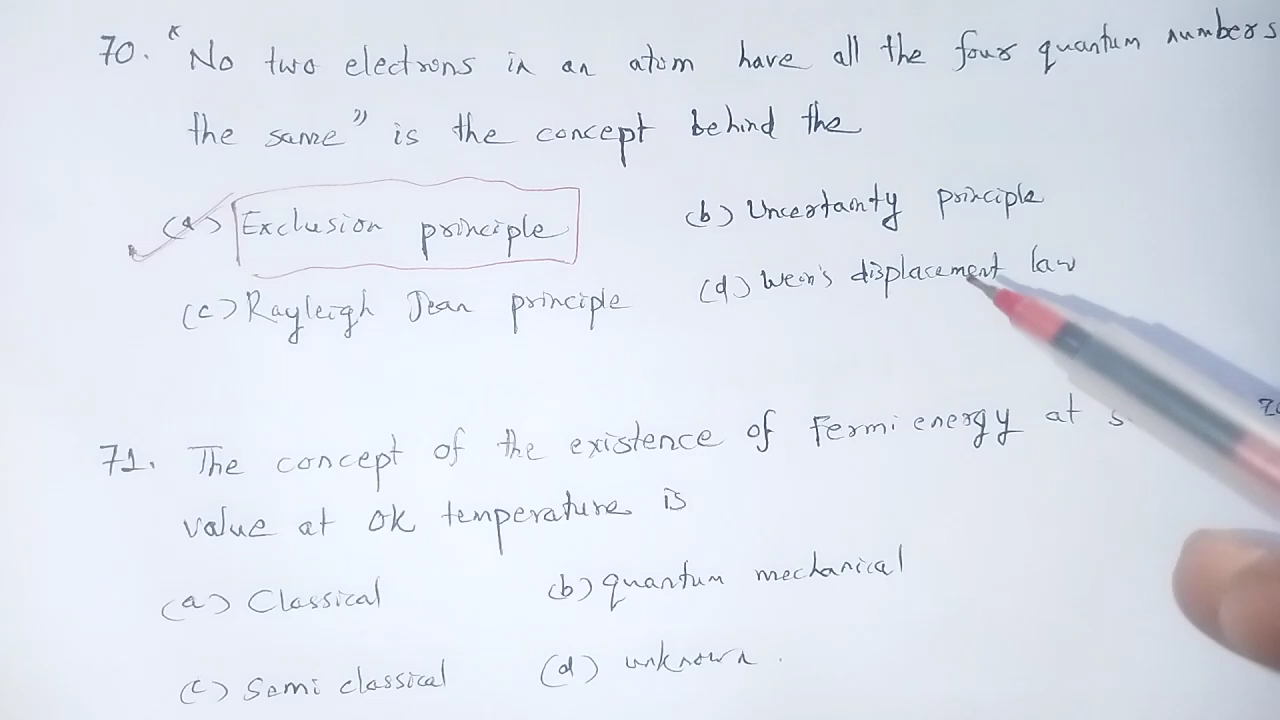 70. "No two electrons in an atom have all the four quantum numbers
the same" is the concept behind the
(a) Exclusion principle (b) Uncertainty principle
(c) Rayleigh Jean principle (d) Wein's displacement law
71. The concept of the existence of Fermi energy at
value at 0K temperature is
(a) Classical (b) quantum mechanical
(c) Semi classical (d) unknown.